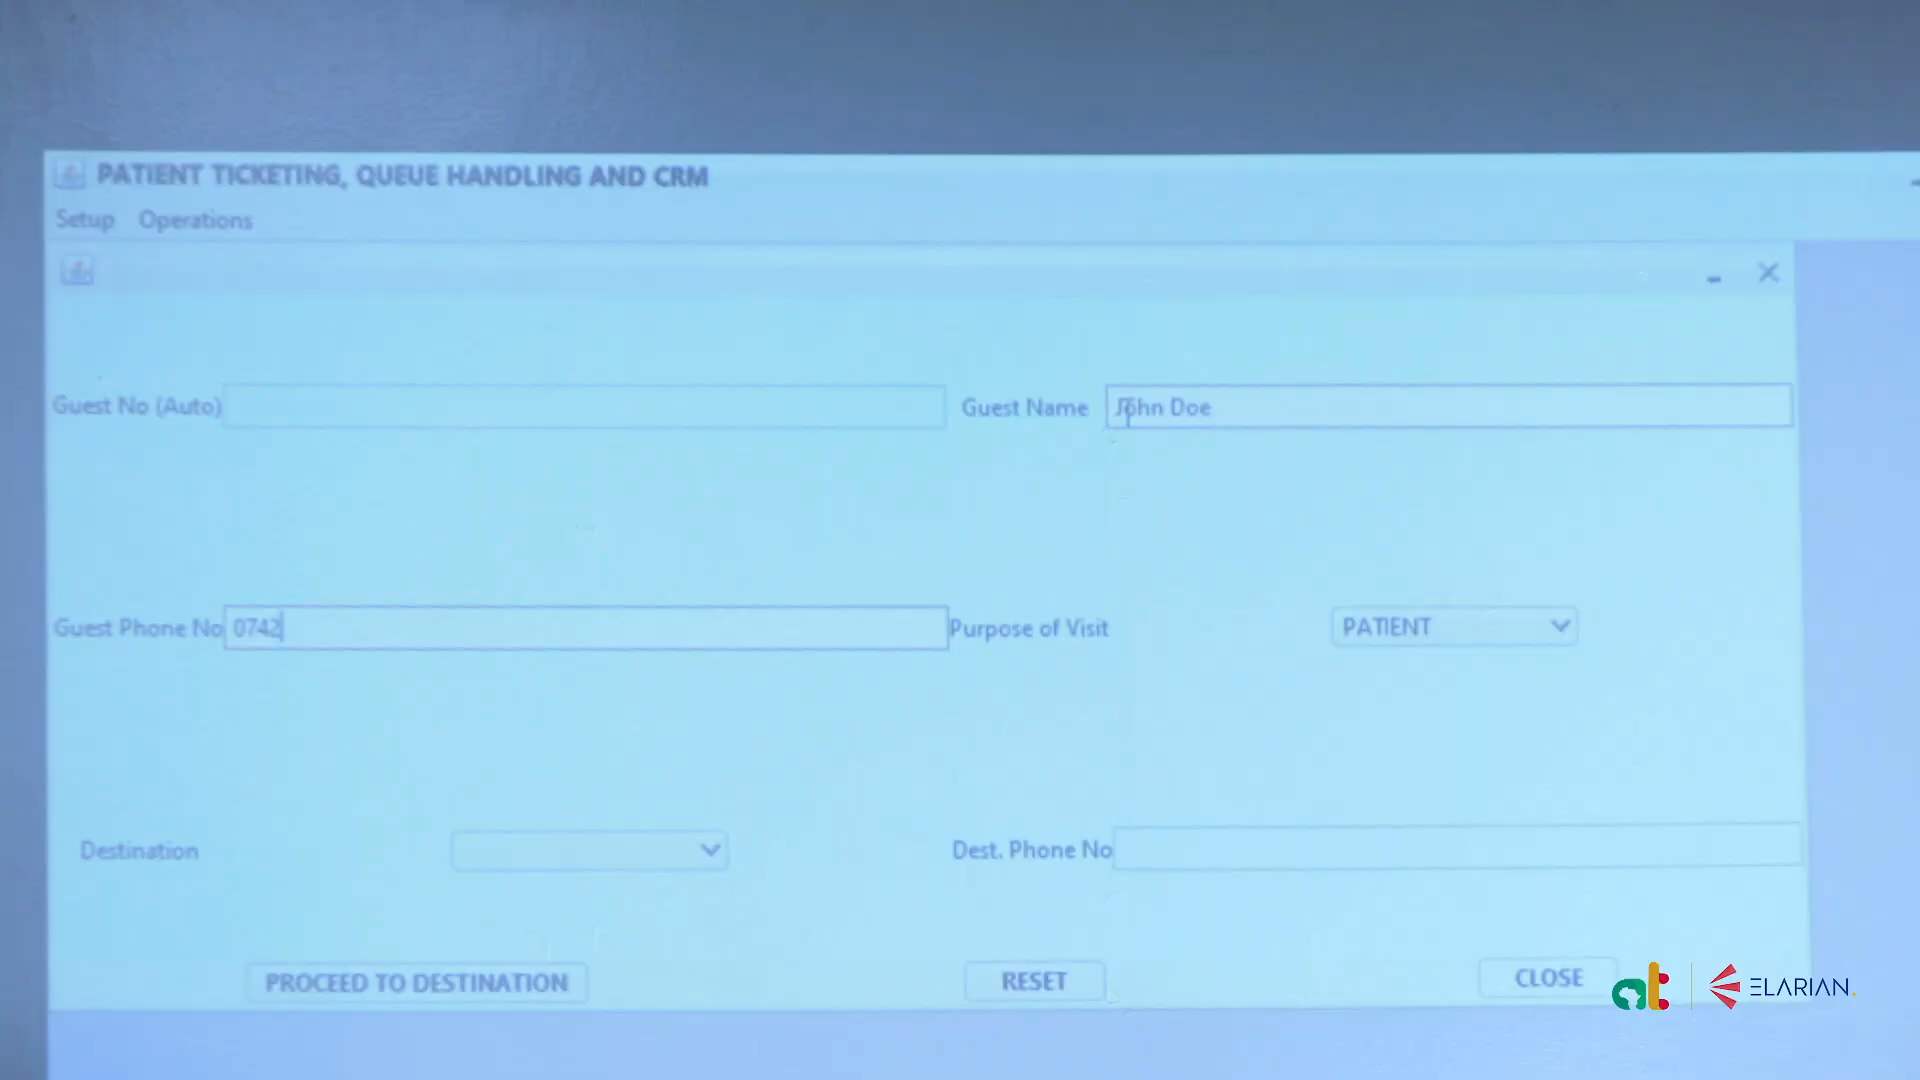 PATIENT TICKETING, QUEUE HANDLING AND CRM
Setup Operations
Guest No (Auto)
Guest Name John Doe
Guest Phone No 0742
Purpose of Visit PATIENT
Destination
Dest. Phone No
PROCEED TO DESTINATION RESET CLOSE
at ELARIAN.